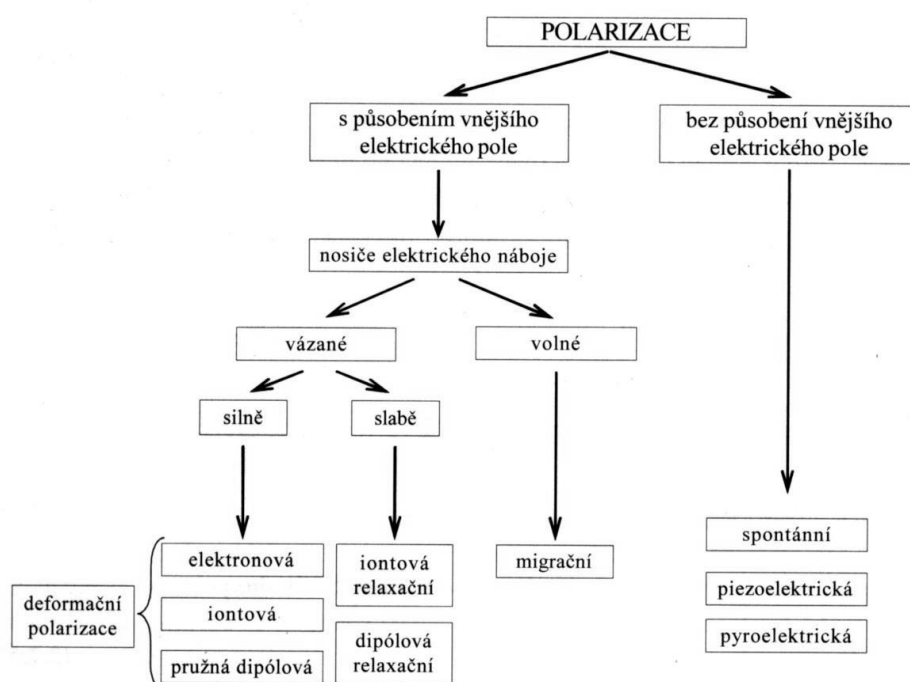 POLARIZACE
s působením vnějšího
elektrického pole
bez působení vnějšího
elektrického pole
nosiče elektrického náboje
vázané
volné
silně
slabě
elektronová
iontová
pružná dipólová
deformační
polarizace
iontová
relaxační
dipólová
relaxační
migrační
spontánní
piezoelektrická
pyroelektrická